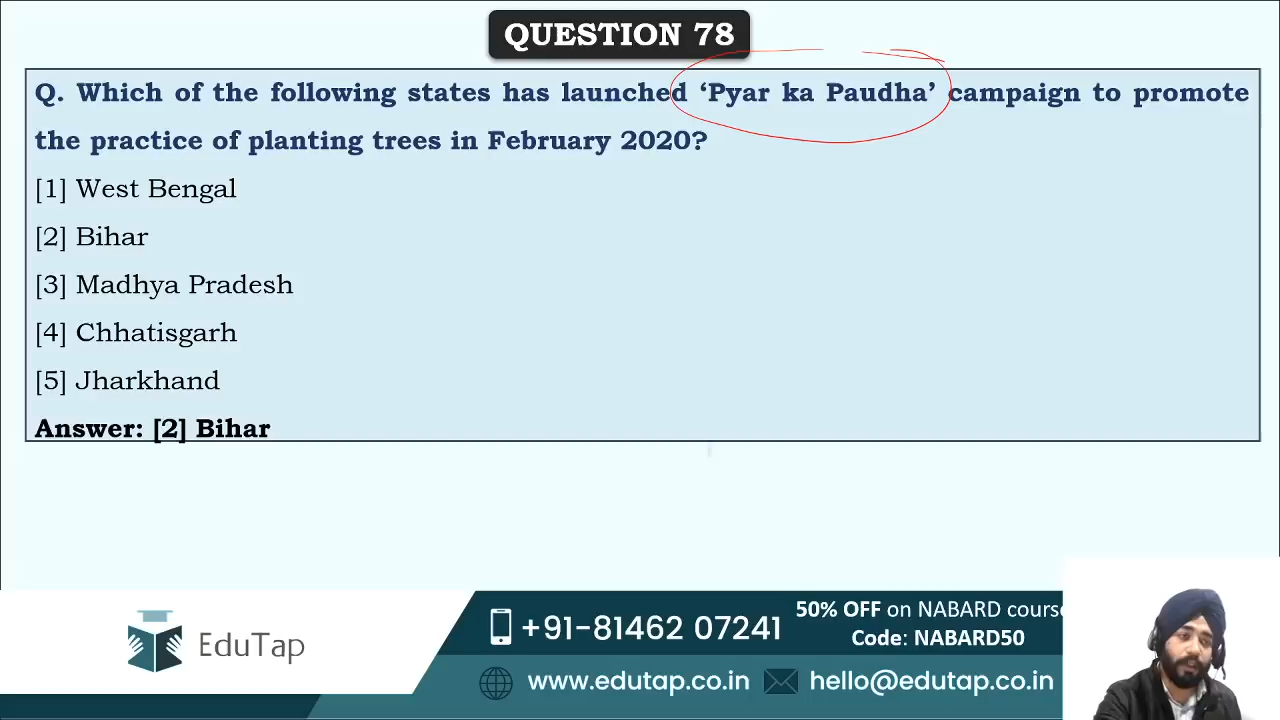 QUESTION 78
Q. Which of the following states has launched ‘Pyar ka Paudha’ campaign to promote
the practice of planting trees in February 2020?
[1] West Bengal
[2] Bihar
[3] Madhya Pradesh
[4] Chhatisgarh
[5] Jharkhand
Answer: [2] Bihar
EduTap
+91-81462 07241
50% OFF on NABARD course
Code: NABARD50
www.edutap.co.in
hello@edutap.co.in